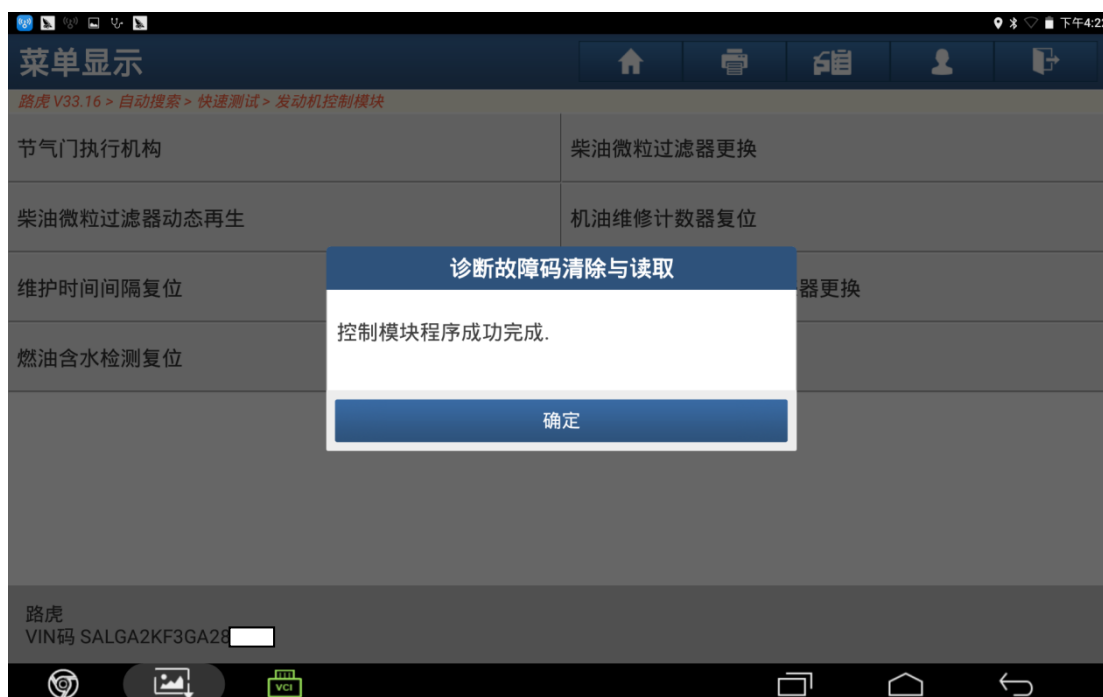 下午4:22
菜单显示
路虎 V33.16 > 自动搜索 > 快速测试 > 发动机控制模块
节气门执行机构
柴油微粒过滤器更换
柴油微粒过滤器动态再生
机油维修计数器复位
诊断故障码清除与读取
维护时间间隔复位
器更换
控制模块程序成功完成.
燃油含水检测复位
确定
路虎
VIN码 SALGA2KF3GA28
VCI